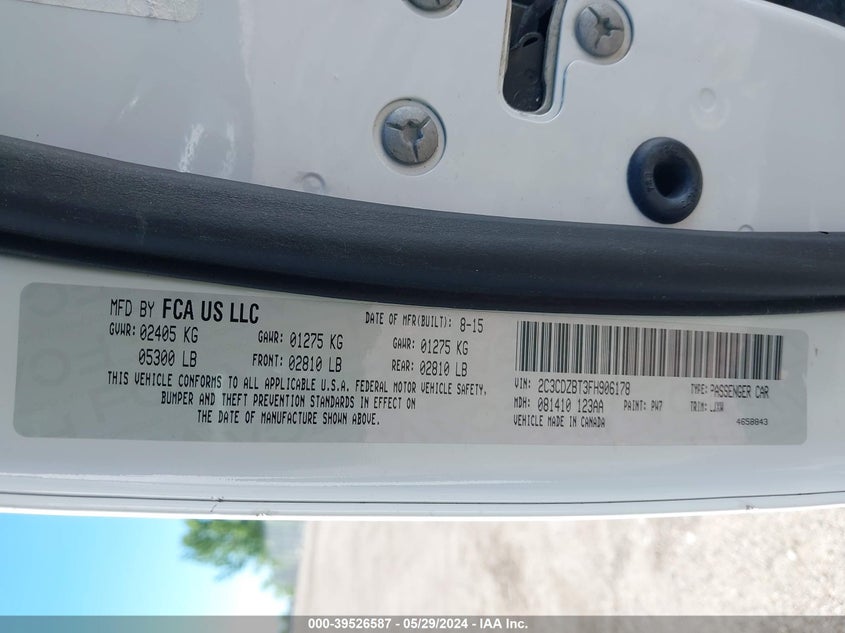 MFD BY FCA US LLC
DATE OF MFR(BUILT): 8-15
GVWR: 02405 KG
GAWR: 01275 KG
GAWR: 01275 KG
05300 LB
FRONT: 02810 LB
REAR: 02810 LB
THIS VEHICLE CONFORMS TO ALL APPLICABLE U.S.A. FEDERAL MOTOR VEHICLE SAFETY,
BUMPER AND THEFT PREVENTION STANDARDS IN EFFECT ON
THE DATE OF MANUFACTURE SHOWN ABOVE.
VIN: 2C3CDZBT3FH906178
TYPE: PASSENGER CAR
MDH: 081410 123AA
PAINT: PW7
TRIM:
VEHICLE MADE IN CANADA
4658843
000-39526587 - 05/29/2024 - IAA Inc.